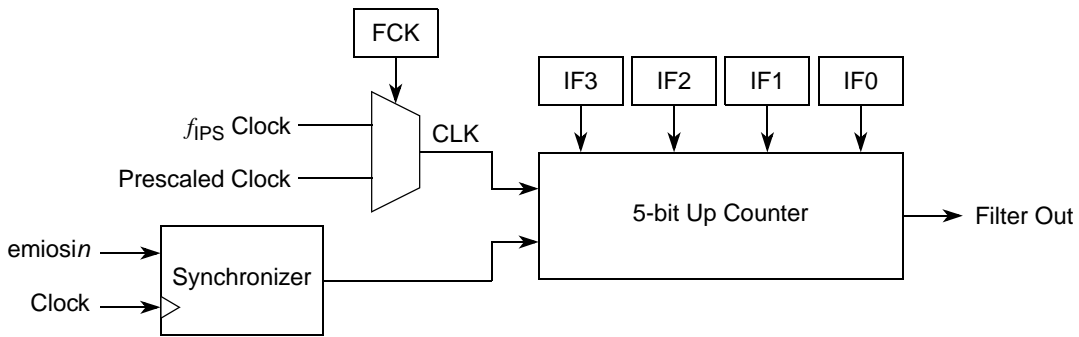 FCK
IF3 IF2 IF1 IF0
fIPS Clock
CLK
Prescaled Clock
5-bit Up Counter
Filter Out
emiosin
Synchronizer
Clock